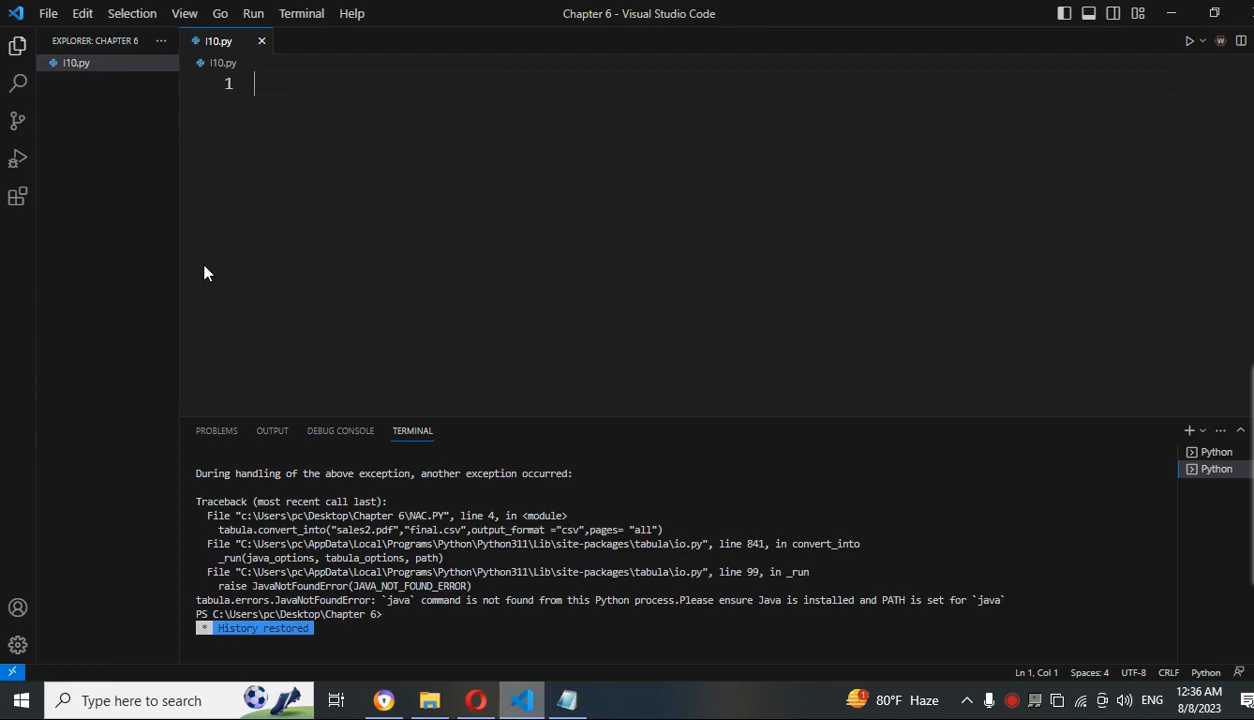 File Edit Selection View Go Run Terminal Help
Chapter 6 - Visual Studio Code
EXPLORER: CHAPTER 6 ···
l10.py
l10.py
l10.py
1
PROBLEMS OUTPUT DEBUG CONSOLE TERMINAL
During handling of the above exception, another exception occurred:
Traceback (most recent call last):
File "c:\Users\pc\Desktop\Chapter 6\NAC.PY", line 4, in <module>
tabula.convert_into("sales2.pdf","final.csv",output_format ="csv",pages= "all")
File "C:\Users\pc\AppData\Local\Programs\Python\Python311\Lib\site-packages\tabula\io.py", line 841, in convert_into
_run(java_options, tabula_options, path)
File "C:\Users\pc\AppData\Local\Programs\Python\Python311\Lib\site-packages\tabula\io.py", line 99, in _run
raise JavaNotFoundError(JAVA_NOT_FOUND_ERROR)
tabula.errors.JavaNotFoundError: `java` command is not found from this Python process.Please ensure Java is installed and PATH is set for `java`
PS C:\Users\pc\Desktop\Chapter 6>
* History restored
Python
Python
Ln 1, Col 1 Spaces: 4 UTF-8 CRLF Python
Type here to search
1
80°F Haze
ENG
12:36 AM
8/8/2023